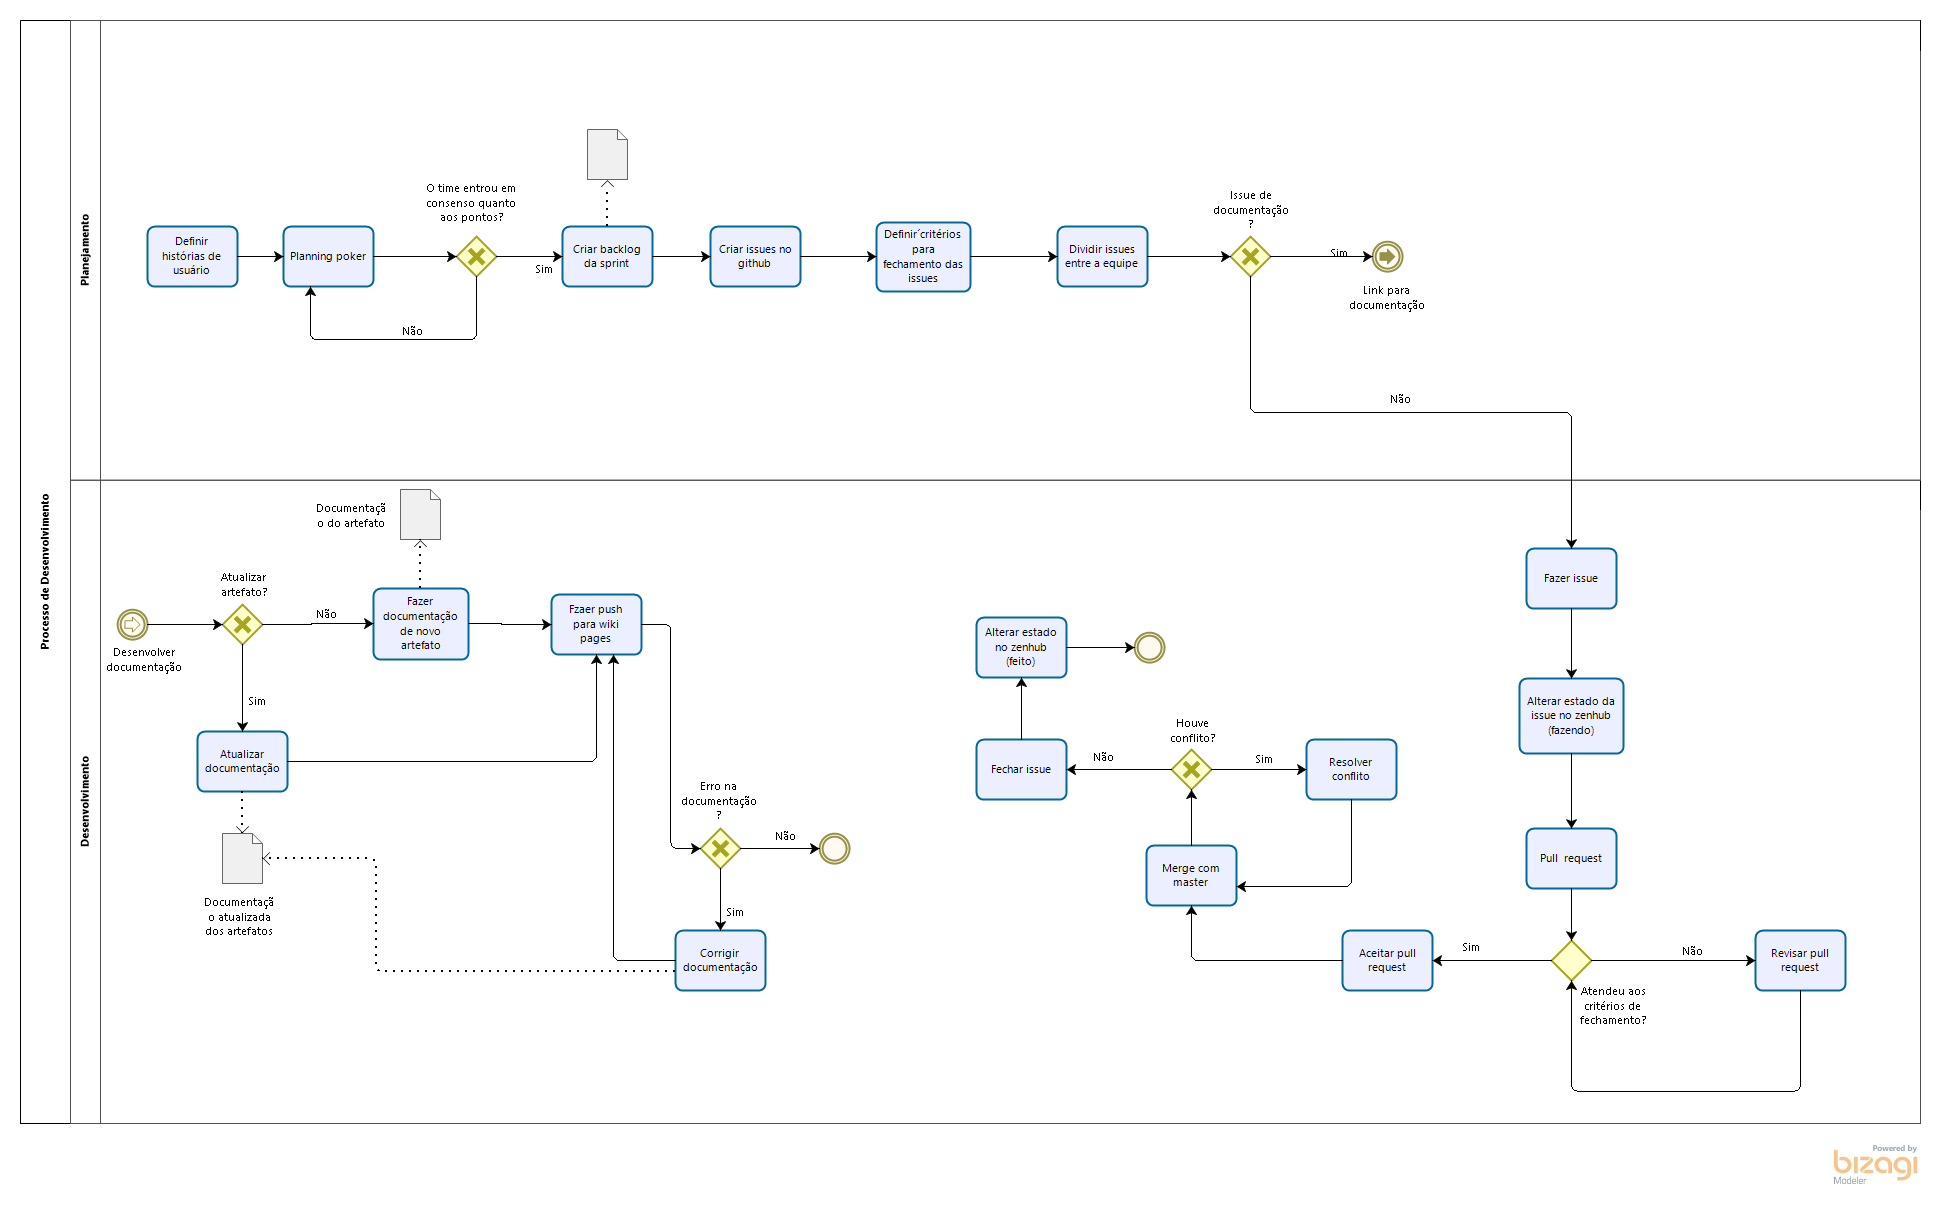 Processo de Desenvolvimento
Planejamento
Definir
histórias de
usuário
Planning poker
O time entrou em
consenso quanto
aos pontos?
Sim
Não
Criar backlog
da sprint
Criar issues no
github
Definir´critérios
para
fechamento das
issues
Dividir issues
entre a equipe
Issue de
documentação
?
Sim
Link para
documentação
Não
Desenvolvimento
Desenvolver
documentação
Atualizar
artefato?
Não
Sim
Documentaçã
o do artefato
Fazer
documentação
de novo
artefato
Fzaer push
para wiki
pages
Atualizar
documentação
Documentaçã
o atualizada
dos artefatos
Erro na
documentação
?
Não
Sim
Corrigir
documentação
Alterar estado
no zenhub
(feito)
Fechar issue
Não
Houve
conflito?
Sim
Resolver
conflito
Merge com
master
Aceitar pull
request
Fazer issue
Alterar estado da
issue no zenhub
(fazendo)
Pull  request
Sim
Não
Atendeu aos
critérios de
fechamento?
Revisar pull
request
Powered by
bizagi
Modeler